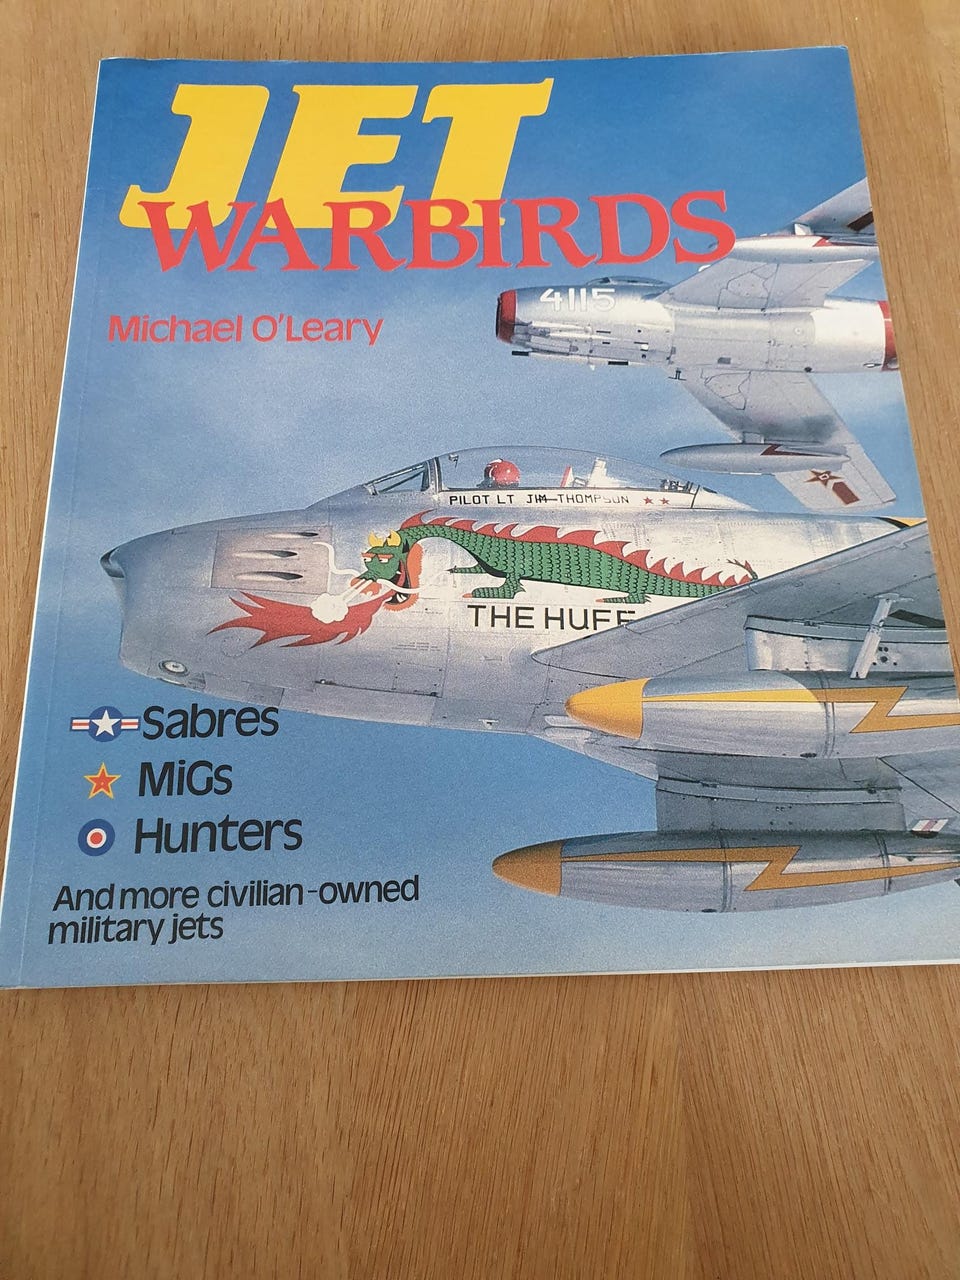 JET
WARBIRDS
Michael O'Leary
4115
PILOT LT JIM THOMPSON
THE HUFF
Sabres
MiGs
Hunters
And more civilian-owned
military jets